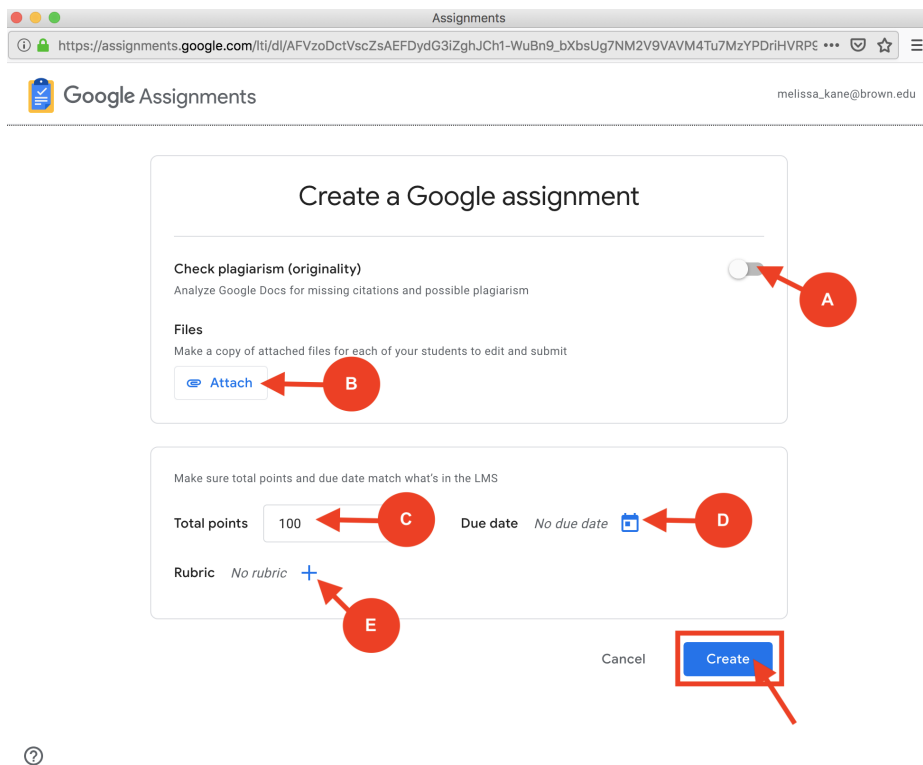 Assignments
https://assignments.google.com/lti/dl/AFVzoDctVscZsAEFDydG3iZghJCh1-WuBn9_bXbsUg7NM2V9VAVM4Tu7MzYPDriHVRPS
Google Assignments
melissa_kane@brown.edu
Create a Google assignment
Check plagiarism (originality)
Analyze Google Docs for missing citations and possible plagiarism
A
Files
Make a copy of attached files for each of your students to edit and submit
Attach
B
Make sure total points and due date match what's in the LMS
Total points 100 C Due date No due date D
Rubric No rubric
E
Cancel Create